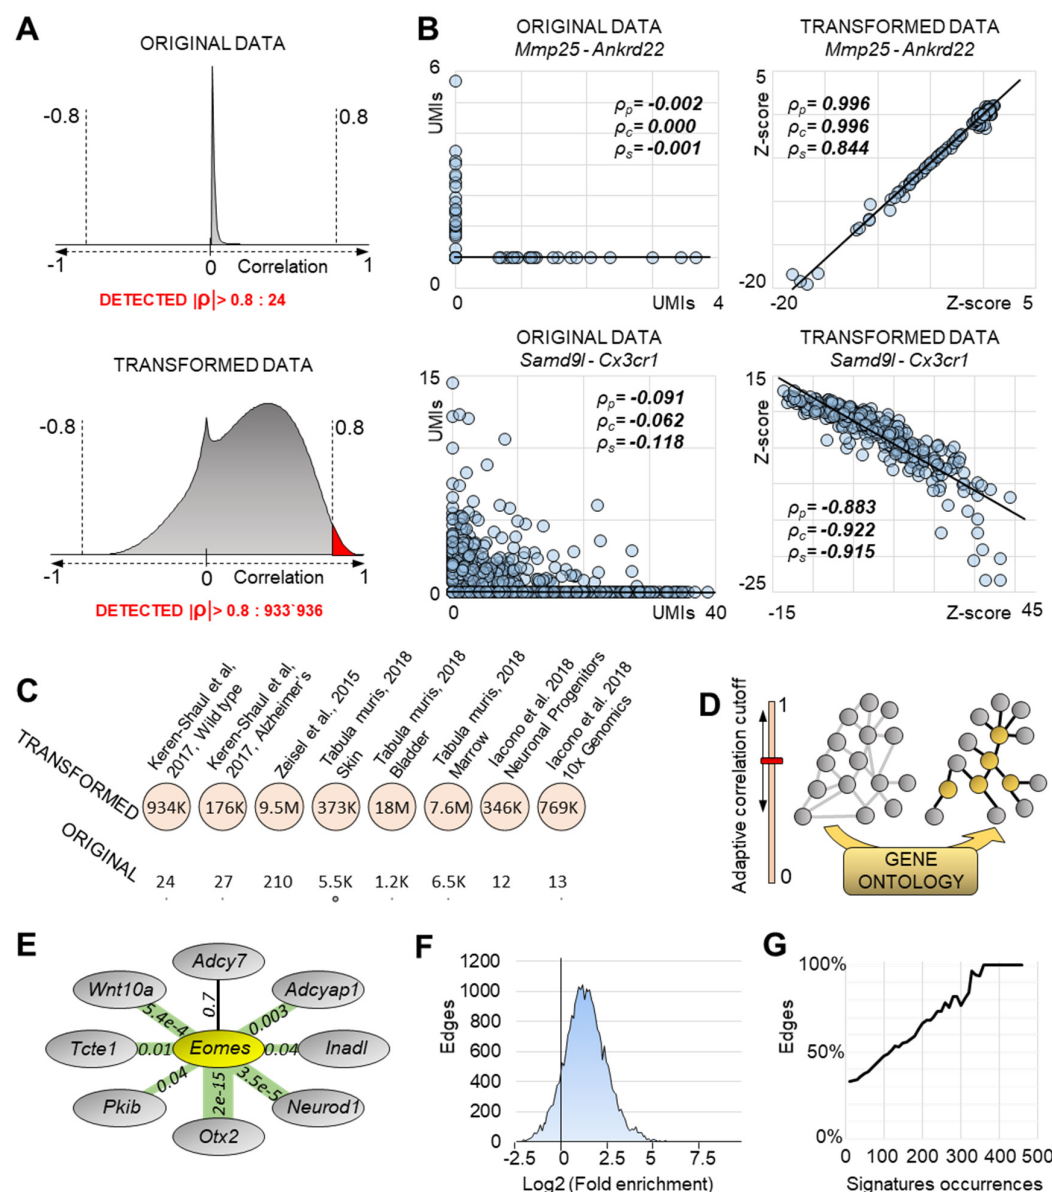 A
ORIGINAL DATA
-0.8
0.8
-1
0
Correlation
1
DETECTED |ρ|> 0.8 : 24
TRANSFORMED DATA
-0.8
0.8
-1
0
Correlation
1
DETECTED |ρ|> 0.8 : 933`936
B
ORIGINAL DATA
Mmp25 - Ankrd22
6
UMIs
ρp= -0.002
ρc= 0.000
ρs= -0.001
0
0
UMIs
4
TRANSFORMED DATA
Mmp25 - Ankrd22
5
Z-score
ρp= 0.996
ρc= 0.996
ρs= 0.844
-20
-20
Z-score
5
ORIGINAL DATA
Samd9l - Cx3cr1
15
UMIs
ρp= -0.091
ρc= -0.062
ρs= -0.118
0
0
UMIs
40
TRANSFORMED DATA
Samd9l - Cx3cr1
15
Z-score
ρp= -0.883
ρc= -0.922
ρs= -0.915
-25
-15
Z-score
45
C
Keren-Shaul et al,
2017, Wild type
Keren-Shaul et al,
2017, Alzheimer's
Zeisel et al., 2015
Tabula muris, 2018
Skin
Tabula muris, 2018
Bladder
Tabula muris, 2018
Marrow
Iacono et al. 2018
Neuronal Progenitors
Iacono et al. 2018
10x Genomics
TRANSFORMED
934K
176K
9.5M
373K
18M
7.6M
346K
769K
ORIGINAL
24
27
210
5.5K
1.2K
6.5K
12
13
D
Adaptive correlation cutoff
1
0
GENE
ONTOLOGY
E
Adcy7
Wnt10a
Adcyap1
0.7
5.4e-4
0.003
Tcte1
0.01
Eomes
0.04
Inadl
0.04
2e-15
3.5e-5
Pkib
Neurod1
Otx2
F
Edges
1200
1000
800
600
400
200
0
-2.5
0
2.5
5
7.5
Log2 (Fold enrichment)
G
Edges
100%
50%
0%
0
100
200
300
400
500
Signatures occurrences